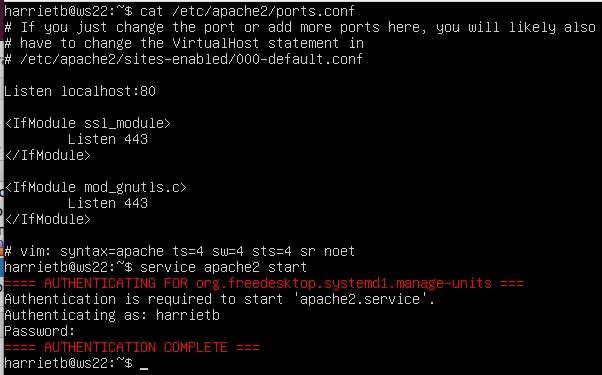 harrietb@ws22:~$ cat /etc/apache2/ports.conf
# If you just change the port or add more ports here, you will likely also
# have to change the VirtualHost statement in
# /etc/apache2/sites-enabled/000-default.conf
Listen localhost:80
<IfModule ssl_module>
Listen 443
</IfModule>
<IfModule mod_gnutls.c>
Listen 443
</IfModule>
# vim: syntax=apache ts=4 sw=4 sts=4 sr noet
harrietb@ws22:~$ service apache2 start
==== AUTHENTICATING FOR org.freedesktop.systemd1.manage-units ===
Authentication is required to start 'apache2.service'.
Authenticating as: harrietb
Password:
==== AUTHENTICATION COMPLETE ===
harrietb@ws22:~$ _